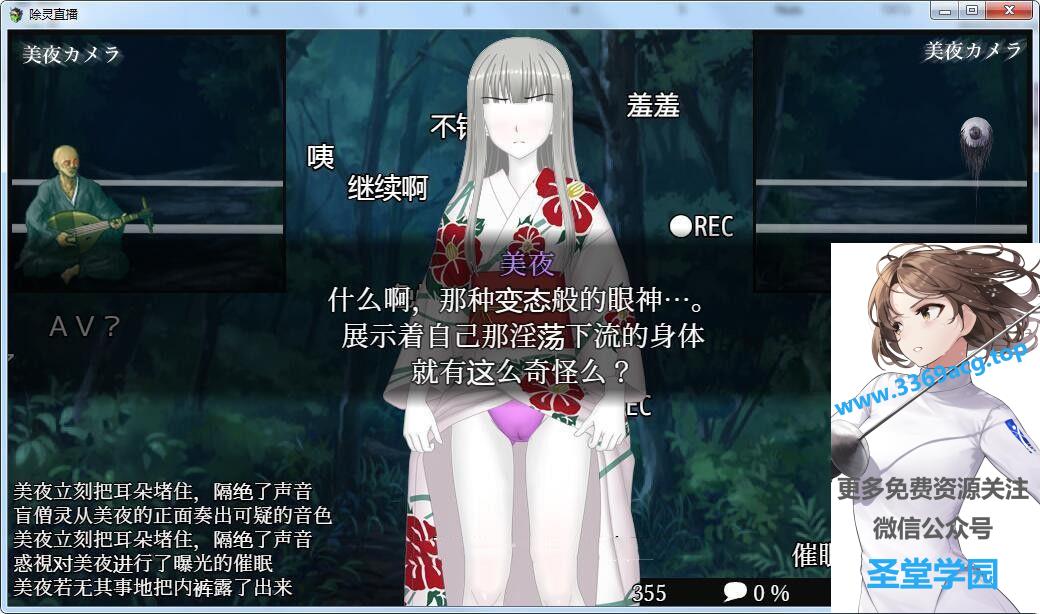 除灵直播
美夜カメラ
美夜カメラ
羞羞
不错
咦
继续啊
REC
美夜
什么啊，那种变态般的眼神…。
展示着自己那淫荡下流的身体
就有这么奇怪么？
ＡＶ？
EC
www.3369acg.top
美夜立刻把耳朵堵住，隔绝了声音
盲僧灵从美夜的正面奏出可疑的音色
美夜立刻把耳朵堵住，隔绝了声音
惑視对美夜进行了曝光的催眠
美夜若无其事地把内裤露了出来
更多免费资源关注
微信公众号
圣堂学园
催眠
355
0 %